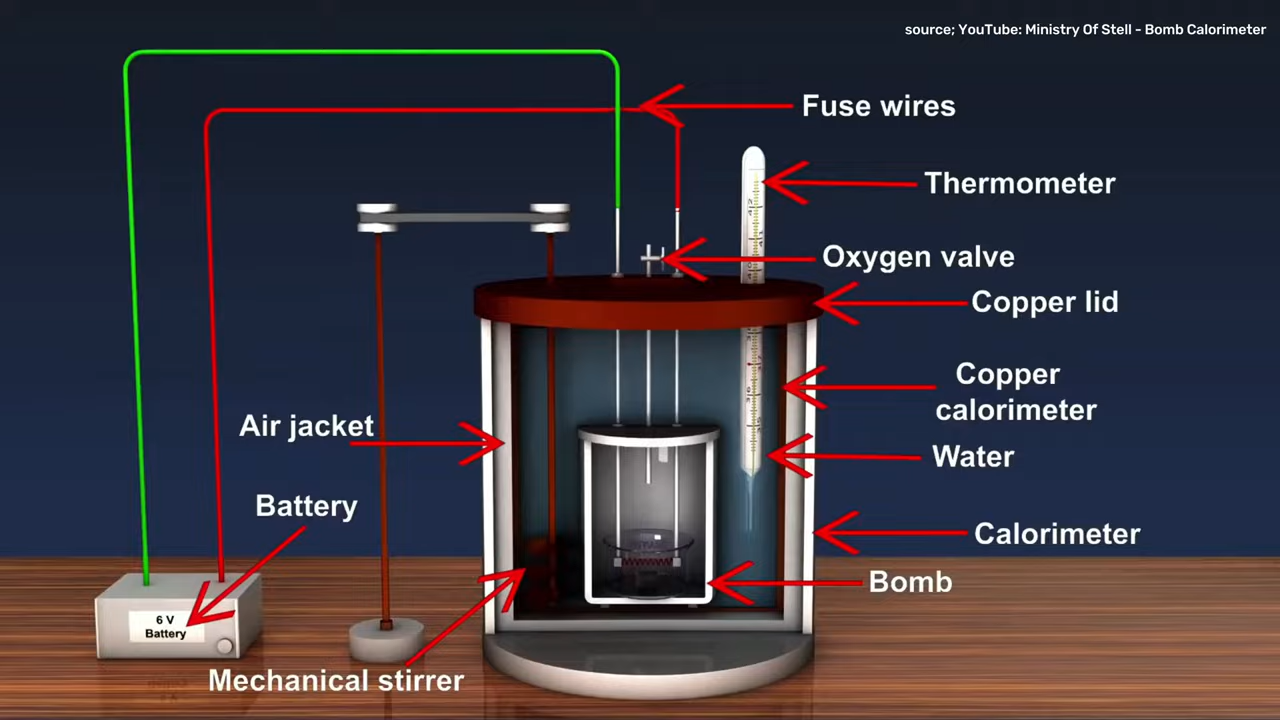 source; YouTube: Ministry Of Stell - Bomb Calorimeter
Fuse wires
Thermometer
Oxygen valve
Copper lid
Copper
calorimeter
Air jacket
Water
Battery
Calorimeter
Bomb
6 V
Battery
Mechanical stirrer